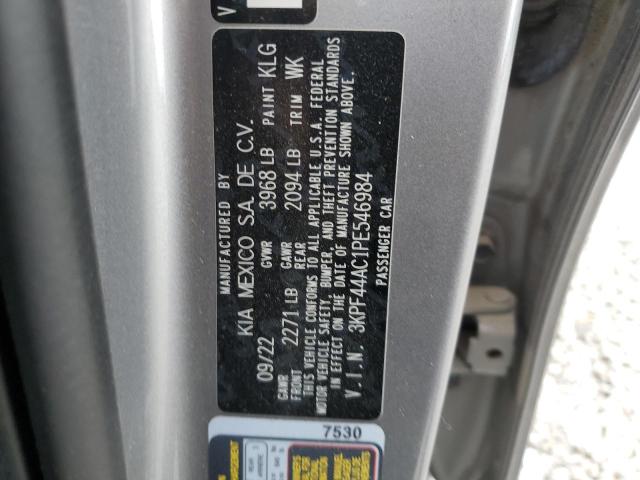 MANUFACTURED BY
KIA MEXICO S.A. DE C.V.
09/22 GVWR 3968 LB PAINT KLG
GAWR FRONT 2271 LB GAWR REAR 2094 LB TRIM WK
THIS VEHICLE CONFORMS TO ALL APPLICABLE U.S.A. FEDERAL
MOTOR VEHICLE SAFETY, BUMPER, AND THEFT PREVENTION STANDARDS
IN EFFECT ON THE DATE OF MANUFACTURE SHOWN ABOVE.
V.I.N. 3KPF44AC1PE546984
PASSENGER CAR
7530